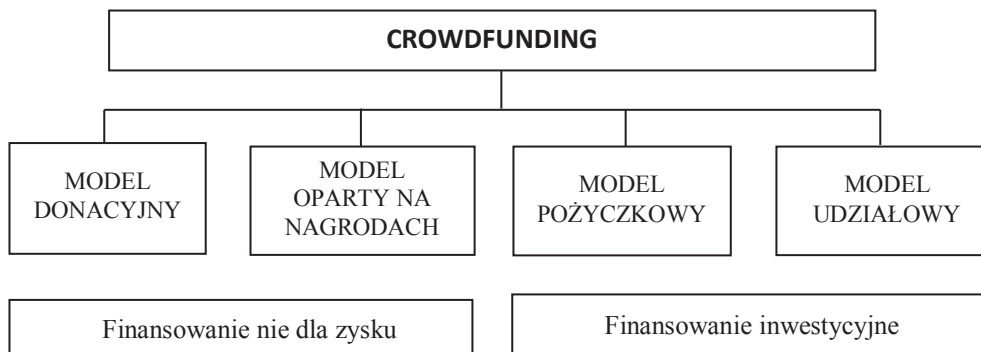 CROWDFUNDING
MODEL
DONACYJNY
MODEL
OPARTY NA
NAGRODACH
MODEL
POŻYCZKOWY
MODEL
UDZIAŁOWY
Finansowanie nie dla zysku
Finansowanie inwestycyjne